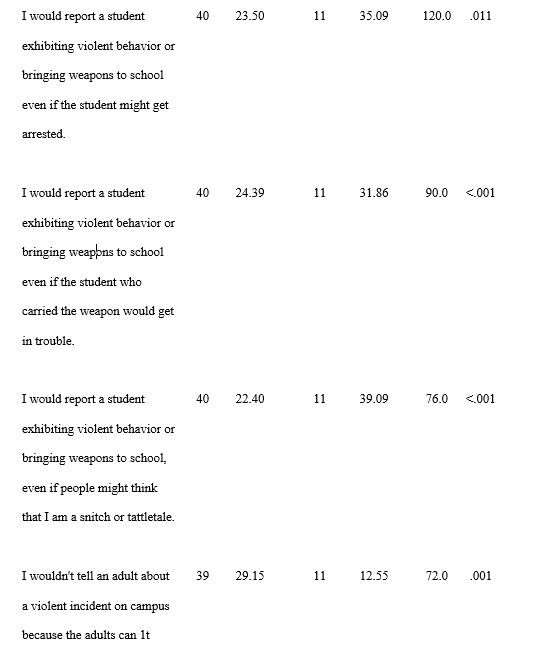 I would report a student 40 23.50 11 35.09 120.0 .011
exhibiting violent behavior or
bringing weapons to school
even if the student might get
arrested.
I would report a student 40 24.39 11 31.86 90.0 <.001
exhibiting violent behavior or
bringing weapons to school
even if the student who
carried the weapon would get
in trouble.
I would report a student 40 22.40 11 39.09 76.0 <.001
exhibiting violent behavior or
bringing weapons to school,
even if people might think
that I am a snitch or tattletale.
I wouldn't tell an adult about 39 29.15 11 12.55 72.0 .001
a violent incident on campus
because the adults can 1t